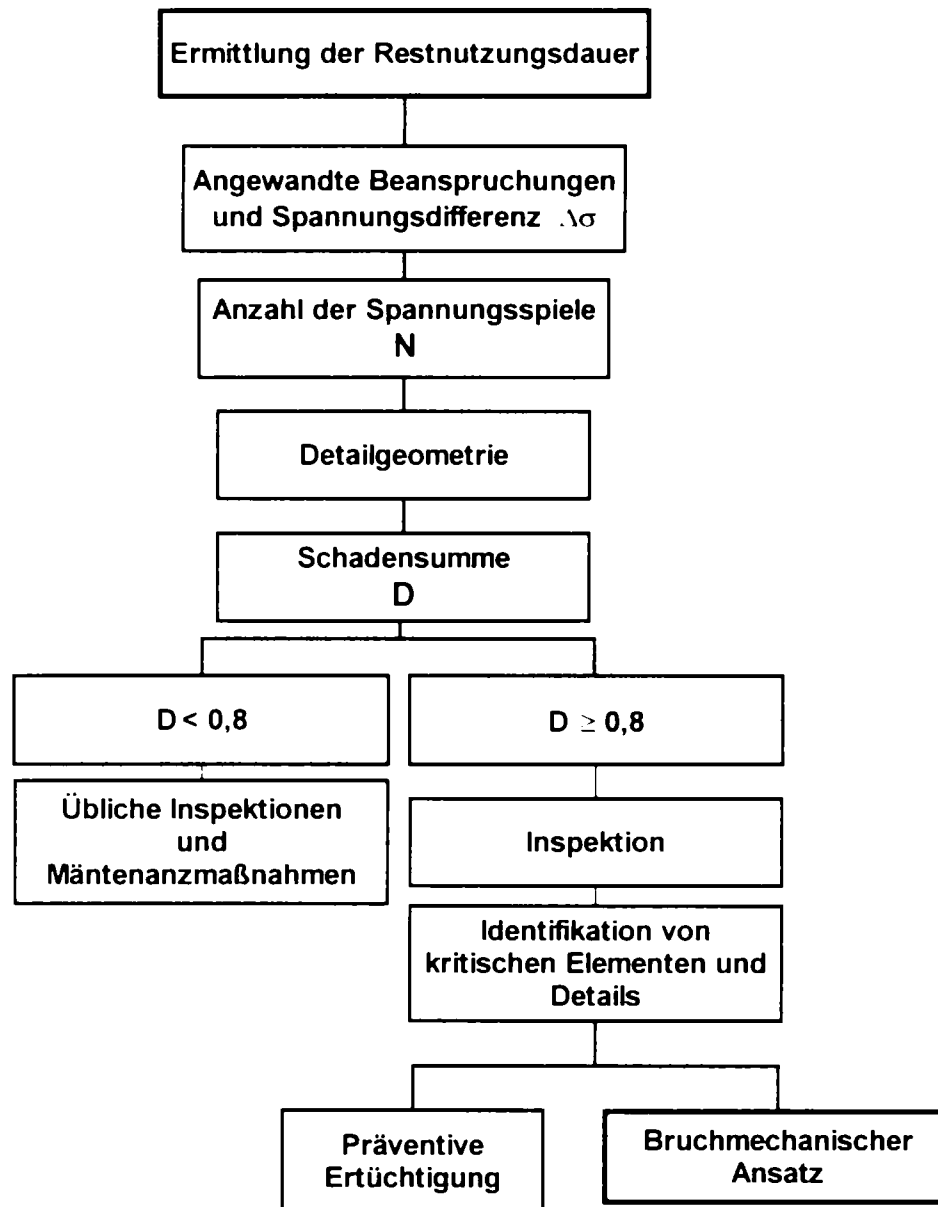 Ermittlung der Restnutzungsdauer
Angewandte Beanspruchungen
und Spannungsdifferenz Δσ
Anzahl der Spannungsspiele
N
Detailgeometrie
Schadensumme
D
D < 0,8
D ≥ 0,8
Übliche Inspektionen
und
Mäntenanzmaßnahmen
Inspektion
Identifikation von
kritischen Elementen und
Details
Präventive
Ertüchtigung
Bruchmechanischer
Ansatz